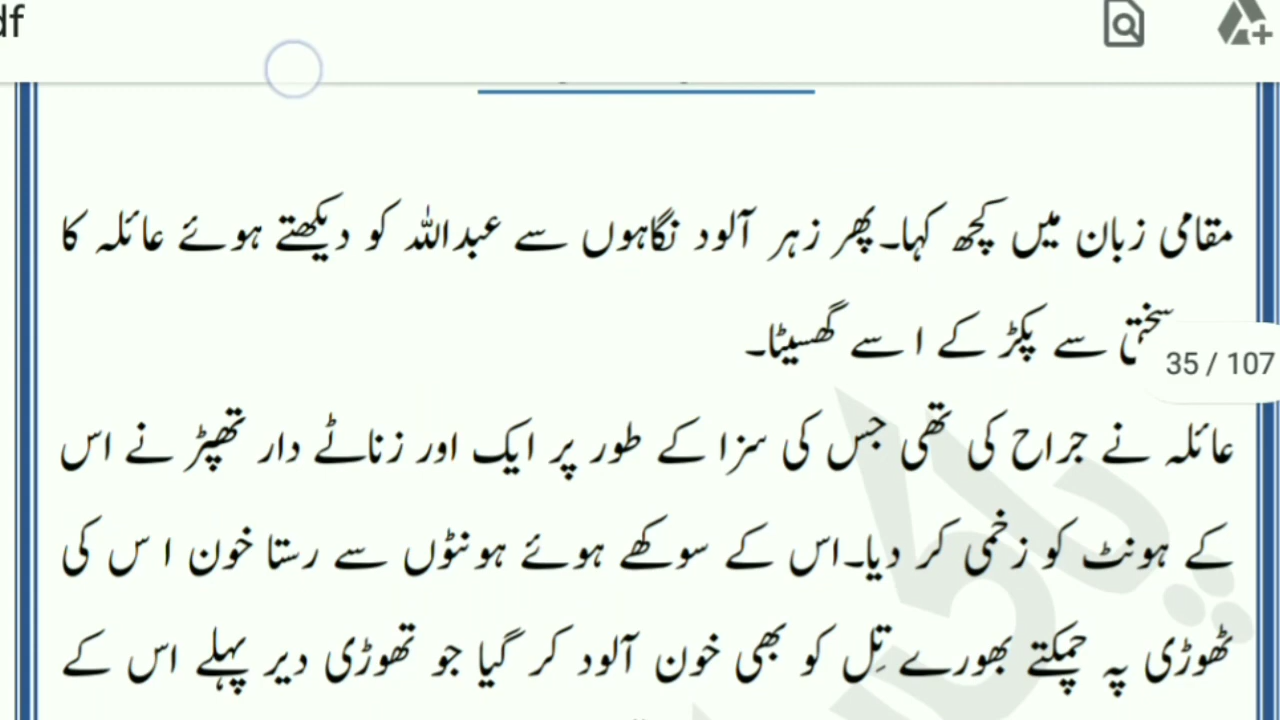 df
مقامی زبان میں کچھ کہا۔پھر زہر آلود نگاہوں سے عبداللہ کو دیکھتے ہوئے عائلہ کا
سختی سے پکڑ کے ا سے گھسیٹا۔
35 / 107
عائلہ نے جراح کی تھی جس کی سزا کے طور پر ایک اور زناٹے دار تھپڑ نے اس
کے ہونٹ کو زخمی کر دیا۔اس کے سوکھے ہوئے ہونٹوں سے رستا خون ا س کی
ٹھوڑی پہ چمکتے بھورے تِل کو بھی خون آلود کر گیا جو تھوڑی دیر پہلے اس کے